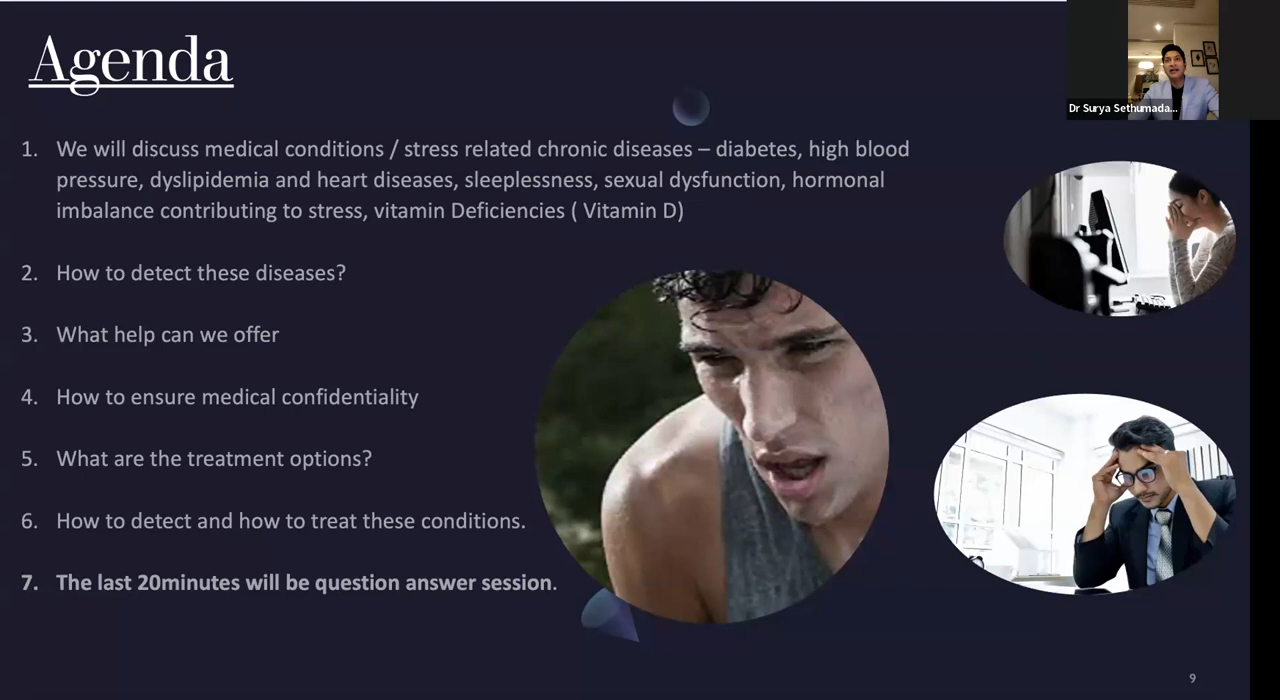 Agenda
Dr Surya Sethumada...
1. We will discuss medical conditions / stress related chronic diseases – diabetes, high blood
pressure, dyslipidemia and heart diseases, sleeplessness, sexual dysfunction, hormonal
imbalance contributing to stress, vitamin Deficiencies ( Vitamin D)
2. How to detect these diseases?
3. What help can we offer
4. How to ensure medical confidentiality
5. What are the treatment options?
6. How to detect and how to treat these conditions.
7. The last 20minutes will be question answer session.
9